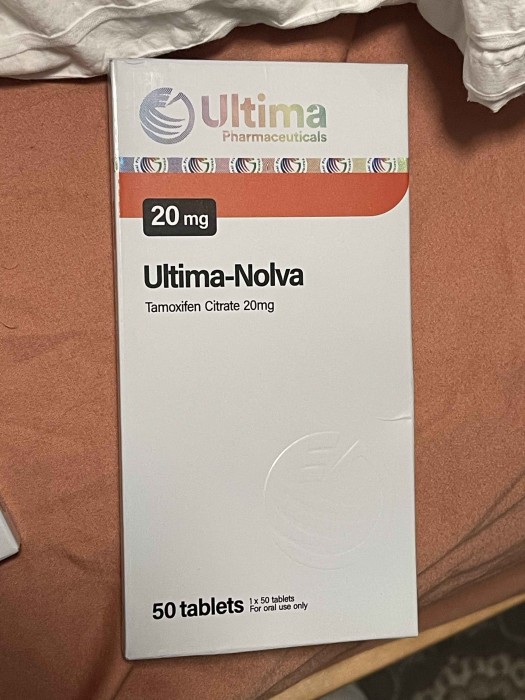 Ultima
Pharmaceuticals
20 mg
Ultima-Nolva
Tamoxifen Citrate 20mg
50 tablets
1 x 50 tablets
For oral use only